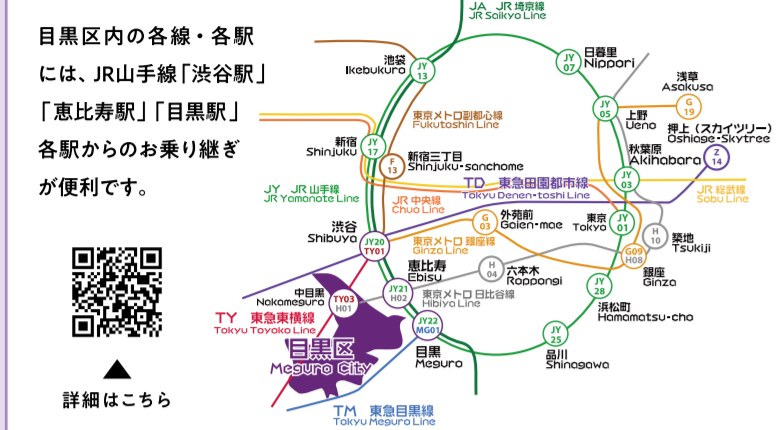 目黒区内の各線・各駅
には、JR山手線「渋谷駅」
「恵比寿駅」「目黒駅」
各駅からのお乗り継ぎ
が便利です。
詳細はこちら
JA JR 埼京線
JR Saikyo Line
池袋
Ikebukuro
JY
13
日暮里
Nippori
JY
07
浅草
Asakusa
G
19
JY
05
上野
Ueno
押上（スカイツリー）
Oshiage-Skytree
Z
14
東京メトロ副都心線
Fukutoshin Line
新宿
Shinjuku
JY
17
F
13
新宿三丁目
Shinjuku-sanchome
秋葉原
Akihabara
JY
03
TD 東急田園都市線
Tokyu Denen-toshi Line
JR 総武線
Sobu Line
JY JR 山手線
JR Yamanote Line
JR 中央線
Chuo Line
渋谷
Shibuya
JY20
TY01
東京メトロ 銀座線
Ginza Line
G
03
外苑前
Gaien-mae
東京
Tokyo
JY
01
H
10
築地
Tsukiji
G09
H08
銀座
Ginza
恵比寿
Ebisu
JY21
H02
H
04
六本木
Roppongi
東京メトロ 日比谷線
Hibiya Line
中目黒
Nakameguro
TY03
H01
JY
28
浜松町
Hamamatsu-cho
TY 東急東横線
Tokyu Toyoko Line
JY22
MG01
目黒
Meguro
JY
25
品川
Shinagawa
目黒区
Meguro City
TM 東急目黒線
Tokyu Meguro Line